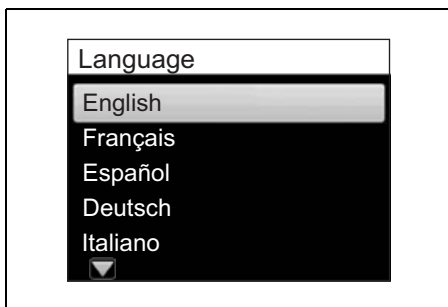 Language
English
Français
Español
Deutsch
Italiano